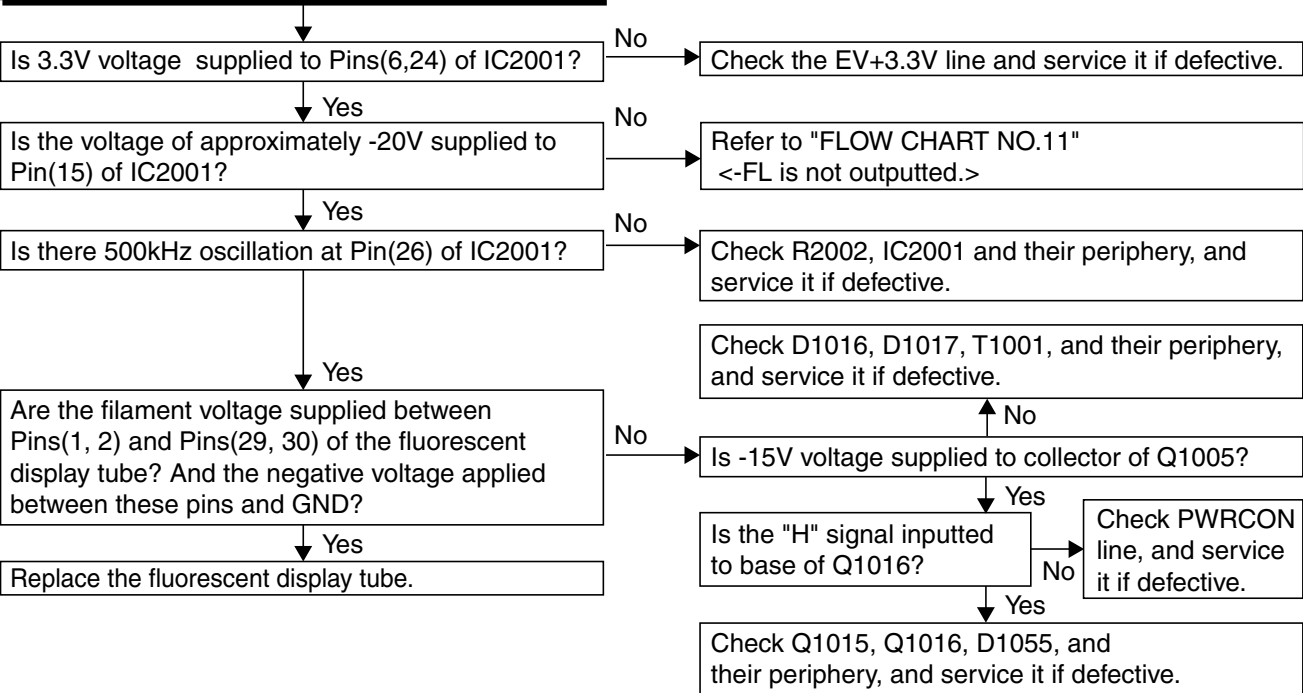 Is 3.3V voltage supplied to Pins(6,24) of IC2001?
No
Check the EV+3.3V line and service it if defective.
Yes
Is the voltage of approximately -20V supplied to
Pin(15) of IC2001?
No
Refer to "FLOW CHART NO.11"
<-FL is not outputted.>
Yes
Is there 500kHz oscillation at Pin(26) of IC2001?
No
Check R2002, IC2001 and their periphery, and
service it if defective.
Yes
Are the filament voltage supplied between
Pins(1, 2) and Pins(29, 30) of the fluorescent
display tube? And the negative voltage applied
between these pins and GND?
No
Is -15V voltage supplied to collector of Q1005?
No
Check D1016, D1017, T1001, and their periphery,
and service it if defective.
Yes
Is the "H" signal inputted
to base of Q1016?
No
Check PWRCON
line, and service
it if defective.
Yes
Check Q1015, Q1016, D1055, and
their periphery, and service it if defective.
Yes
Replace the fluorescent display tube.